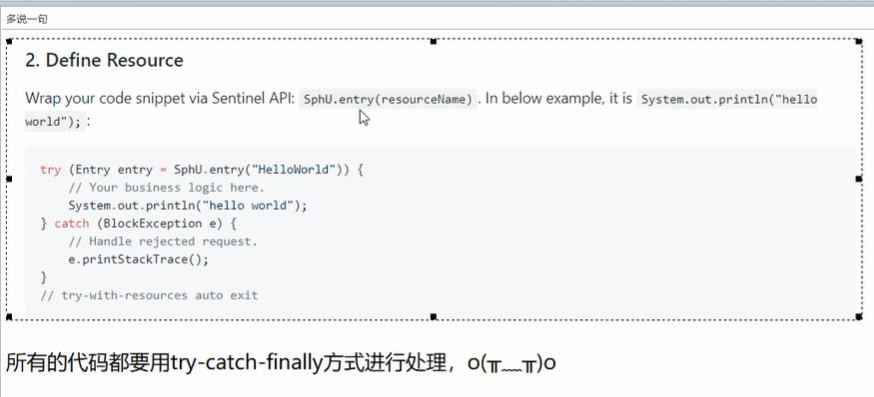 多说一句
2. Define Resource
Wrap your code snippet via Sentinel API: SphU.entry(resourceName) . In below example, it is System.out.println("hello
world"); :
try (Entry entry = SphU.entry("HelloWorld")) {
    // Your business logic here.
    System.out.println("hello world");
} catch (BlockException e) {
    // Handle rejected request.
    e.printStackTrace();
}
// try-with-resources auto exit
所有的代码都要用try-catch-finally方式进行处理，o(╥﹏╥)o